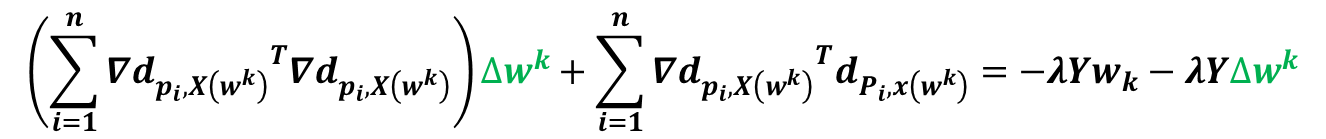 (∑_{i=1}^{n} ∇d_{p_i,X(w^k)}^T ∇d_{p_i,X(w^k)}) Δw^k + ∑_{i=1}^{n} ∇d_{p_i,X(w^k)}^T d_{P_i,x(w^k)} = −λYw_k − λYΔw^k